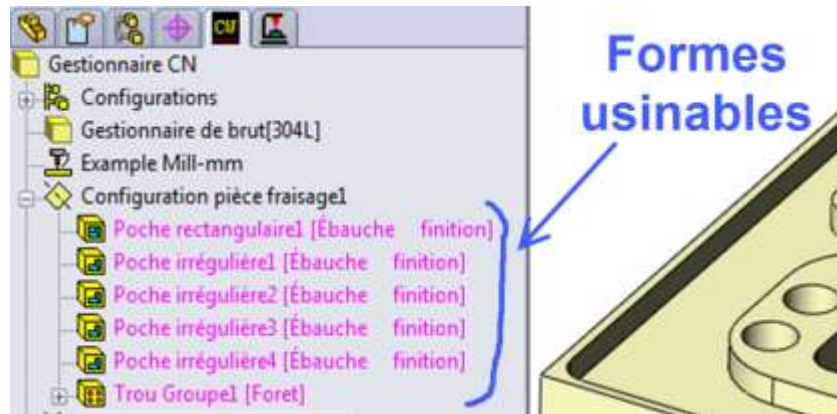 Gestionnaire CN
Configurations
Gestionnaire de brut[304L]
Example Mill-mm
Configuration pièce fraisage1
Poche rectangulaire1 [Ébauche finition]
Poche irrégulière1 [Ébauche finition]
Poche irrégulière2 [Ébauche finition]
Poche irrégulière3 [Ébauche finition]
Poche irrégulière4 [Ébauche finition]
Trou Groupe1 [Foret]
Formes
usinables